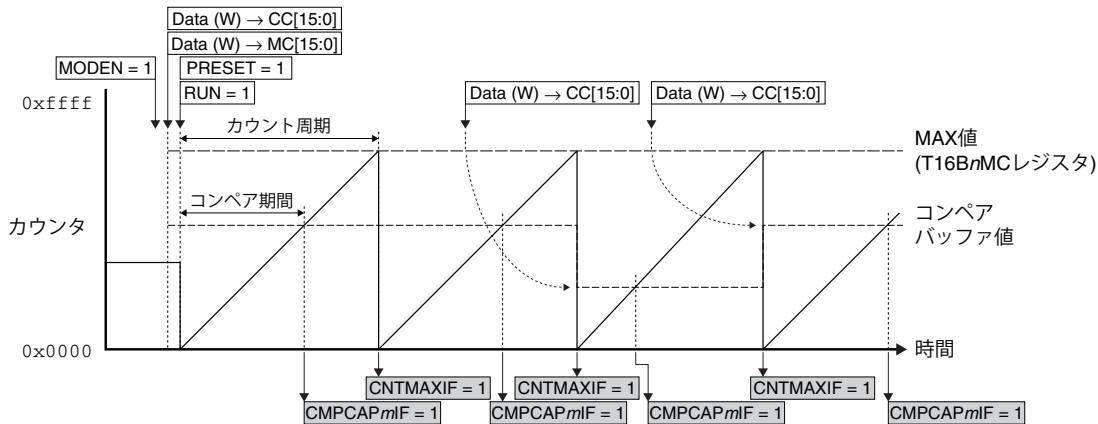 Data (W) → CC[15:0]
Data (W) → MC[15:0]
MODEN = 1
PRESET = 1
RUN = 1
Data (W) → CC[15:0]
Data (W) → CC[15:0]
0xffff
カウント周期
MAX値
(T16BnMCレジスタ)
コンペア期間
カウンタ
コンペア
バッファ値
0x0000
時間
CNTMAXIF = 1
CNTMAXIF = 1
CNTMAXIF = 1
CMPCAPmIF = 1
CMPCAPmIF = 1
CMPCAPmIF = 1
CMPCAPmIF = 1